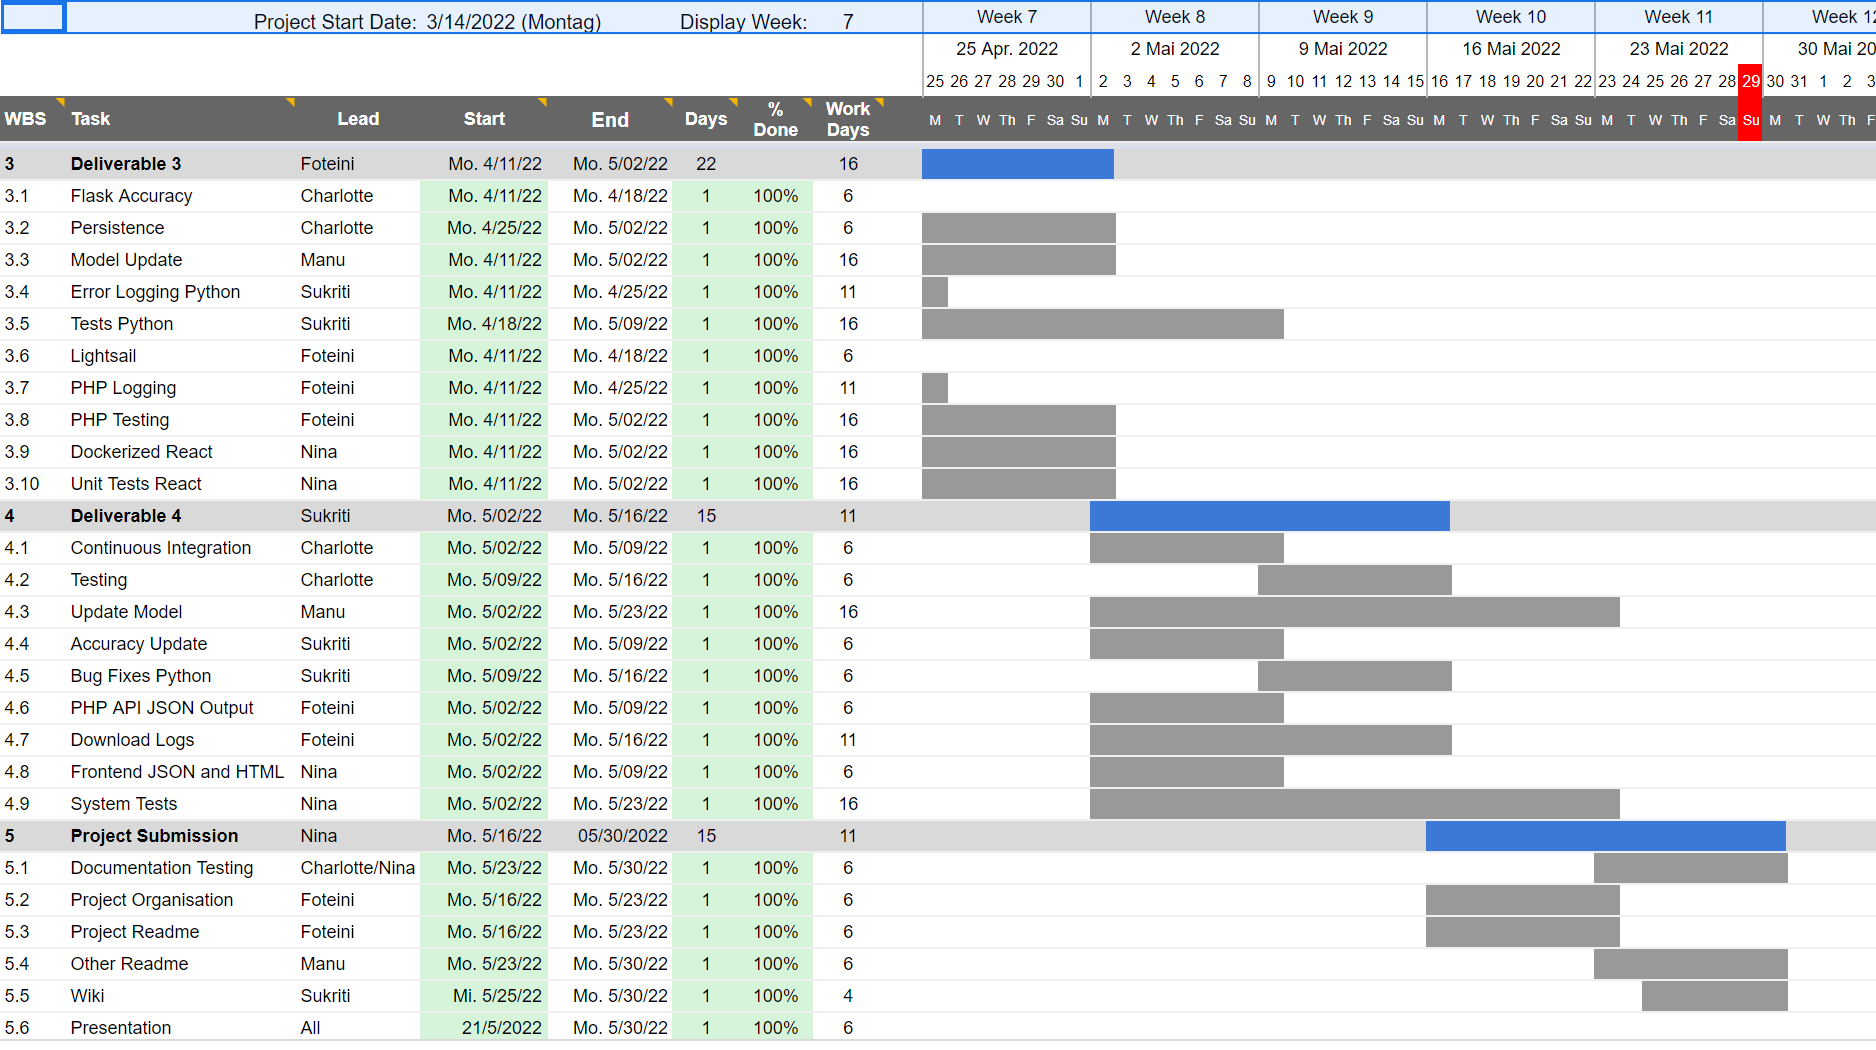 Project Start Date: 3/14/2022 (Montag) Display Week: 7 Week 7 Week 8 Week 9 Week 10 Week 11 Week
25 Apr. 2022 2 Mai 2022 9 Mai 2022 16 Mai 2022 23 Mai 2022 30 Mai
25 26 27 28 29 30 1 2 3 4 5 6 7 8 9 10 11 12 13 14 15 16 17 18 19 20 21 22 23 24 25 26 27 28 29 30 31 1 2 3
WBS Task Lead Start End Days % Done Work Days M T W Th F Sa Su M T W Th F Sa Su M T W Th F Sa Su M T W Th F Sa Su M T W Th F Sa Su M T W Th F
3 Deliverable 3 Foteini Mo. 4/11/22 Mo. 5/02/22 22 16
3.1 Flask Accuracy Charlotte Mo. 4/11/22 Mo. 4/18/22 1 100% 6
3.2 Persistence Charlotte Mo. 4/25/22 Mo. 5/02/22 1 100% 6
3.3 Model Update Manu Mo. 4/11/22 Mo. 5/02/22 1 100% 16
3.4 Error Logging Python Sukriti Mo. 4/11/22 Mo. 4/25/22 1 100% 11
3.5 Tests Python Sukriti Mo. 4/18/22 Mo. 5/09/22 1 100% 16
3.6 Lightsail Foteini Mo. 4/11/22 Mo. 4/18/22 1 100% 6
3.7 PHP Logging Foteini Mo. 4/11/22 Mo. 4/25/22 1 100% 11
3.8 PHP Testing Foteini Mo. 4/11/22 Mo. 5/02/22 1 100% 16
3.9 Dockerized React Nina Mo. 4/11/22 Mo. 5/02/22 1 100% 16
3.10 Unit Tests React Nina Mo. 4/11/22 Mo. 5/02/22 1 100% 16
4 Deliverable 4 Sukriti Mo. 5/02/22 Mo. 5/16/22 15 11
4.1 Continuous Integration Charlotte Mo. 5/02/22 Mo. 5/09/22 1 100% 6
4.2 Testing Charlotte Mo. 5/09/22 Mo. 5/16/22 1 100% 6
4.3 Update Model Manu Mo. 5/02/22 Mo. 5/23/22 1 100% 16
4.4 Accuracy Update Sukriti Mo. 5/02/22 Mo. 5/09/22 1 100% 6
4.5 Bug Fixes Python Sukriti Mo. 5/09/22 Mo. 5/16/22 1 100% 6
4.6 PHP API JSON Output Foteini Mo. 5/02/22 Mo. 5/09/22 1 100% 6
4.7 Download Logs Foteini Mo. 5/02/22 Mo. 5/16/22 1 100% 11
4.8 Frontend JSON and HTML Nina Mo. 5/02/22 Mo. 5/09/22 1 100% 6
4.9 System Tests Nina Mo. 5/02/22 Mo. 5/23/22 1 100% 16
5 Project Submission Nina Mo. 5/16/22 05/30/2022 15 11
5.1 Documentation Testing Charlotte/Nina Mo. 5/23/22 Mo. 5/30/22 1 100% 6
5.2 Project Organisation Foteini Mo. 5/16/22 Mo. 5/23/22 1 100% 6
5.3 Project Readme Foteini Mo. 5/16/22 Mo. 5/23/22 1 100% 6
5.4 Other Readme Manu Mo. 5/23/22 Mo. 5/30/22 1 100% 6
5.5 Wiki Sukriti Mi. 5/25/22 Mo. 5/30/22 1 100% 4
5.6 Presentation All 21/5/2022 Mo. 5/30/22 1 100% 6